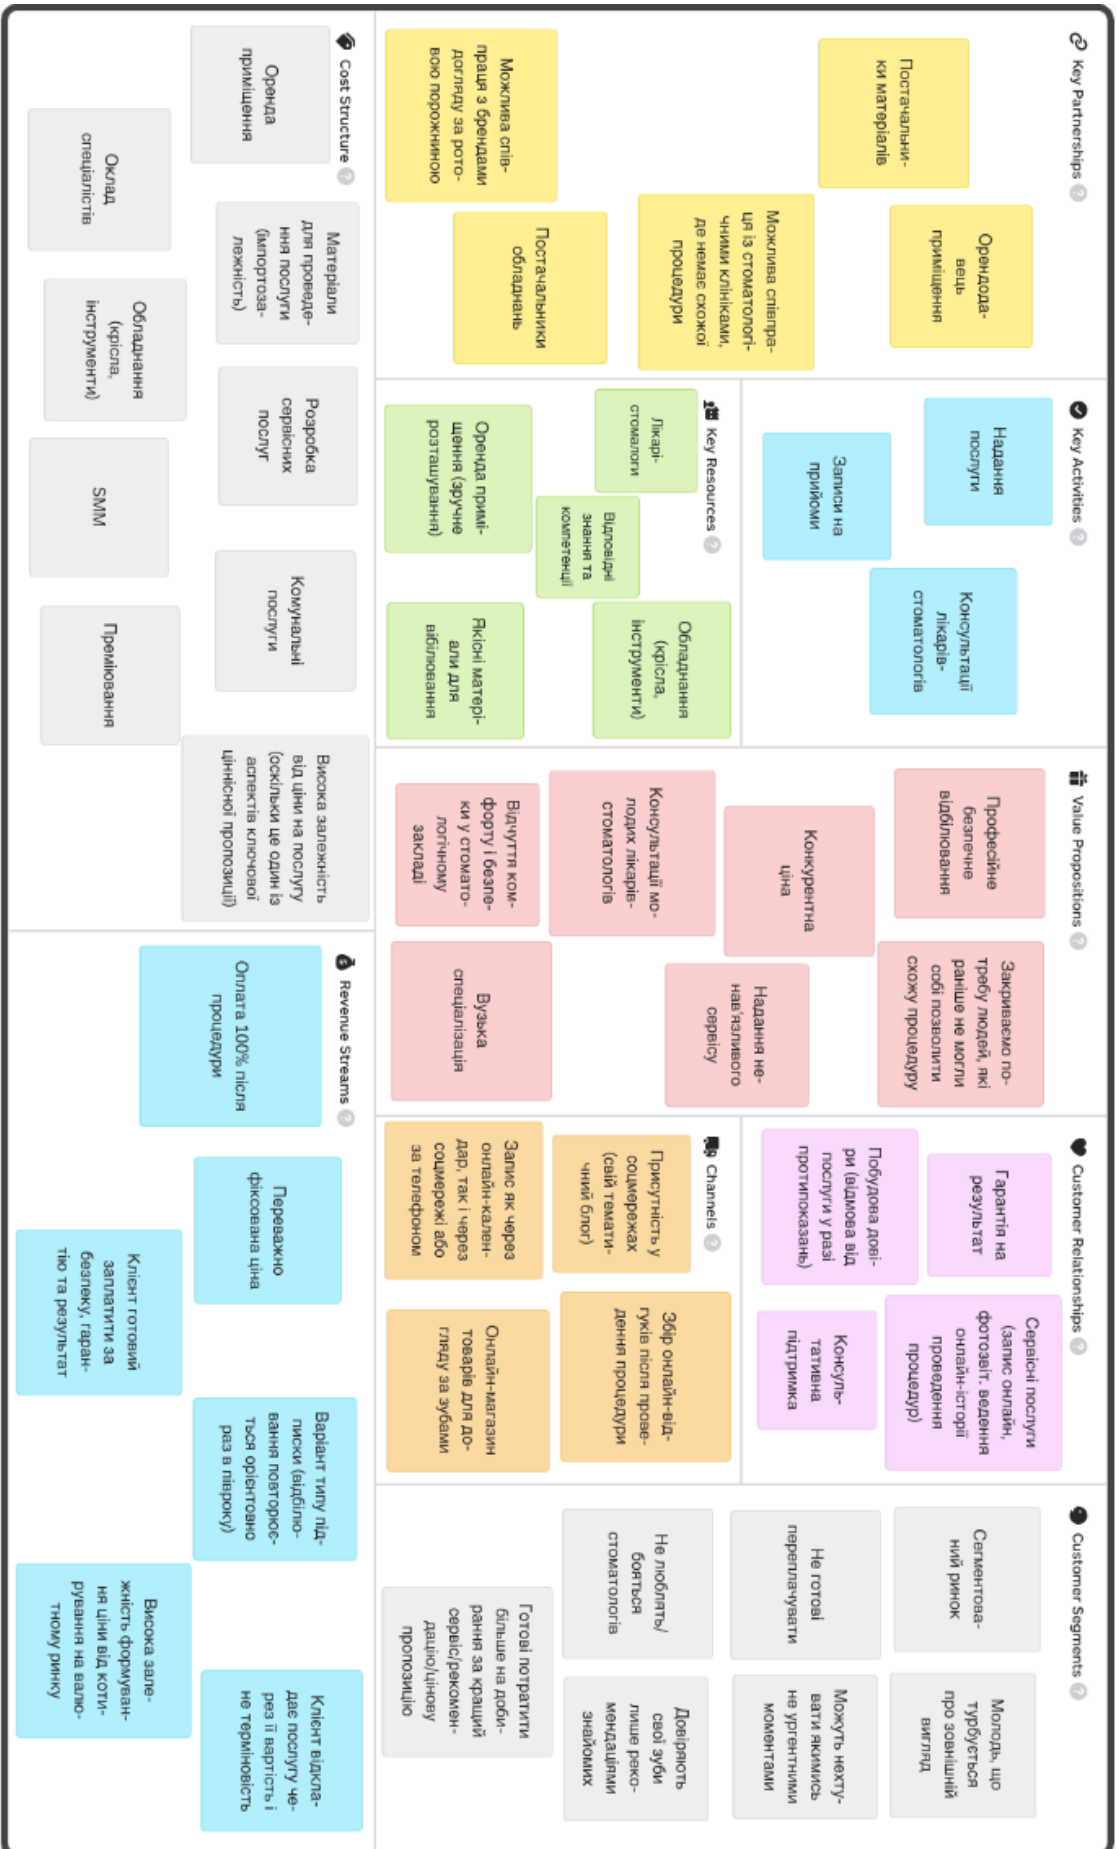 Key Partnerships ?
Постачальни-
ки матеріалів
Орендода-
вець
приміщення
Можлива співпра-
ця із стоматологі-
чними клініками,
де немає схожої
процедури
Можлива спів-
праця з брендами
догляду за рото-
вою порожниною
Постачальники
обладнань
Key Activities ?
Надання
послуги
Записи на
прийоми
Консультації
лікарів-
стоматологів
Key Resources ?
Лікарі-
стомалоги
Відповідні
знання та
компетенції
Обладнання
(крісла,
інструменти)
Оренда примі-
щення (зручне
розташування)
Якісні матері-
али для
вібілювання
Value Propositions ?
Професійне
безпечне
відбілювання
Закриваємо по-
требу людей, які
раніше не могли
собі позволити
схожу процедуру
Конкурентна
ціна
Надання не-
нав'язливого
сервісу
Консультації мо-
лодих лікарів-
стоматологів
Відчуття ком-
форту і безпе-
ки у стомато-
логічному
закладі
Вузька
спеціалізація
Customer Relationships ?
Гарантія на
результат
Сервісні послуги
(запис онлайн,
фотозвіт. ведення
онлайн-історії
проведення
процедур)
Побудова дові-
ри (відмова від
послуги у разі
протипоказань)
Консуль-
тативна
підтримка
Channels ?
Присутність у
соцмережах
(свій темати-
чний блог)
Збір онлайн-від-
гуків після прове-
дення процедури
Запис як через
онлайн-кален-
дар, так і через
соцмережі або
за телефоном
Онлайн-магазин
товарів для до-
гляду за зубами
Customer Segments ?
Сегментова-
ний ринок
Молодь, що
турбується
про зовнішній
вигляд
Не готові
переплачувати
Можуть нехту-
вати якимись
не ургентними
моментами
Не люблять/
бояться
стоматологів
Довіряють
свої зуби
лише реко-
мендаціями
знайомих
Готові потратити
більше на доби-
рання за кращий
сервіс/рекомен-
дацію/цінову
пропозицію
Cost Structure ?
Оренда
приміщення
Матеріали
для проведе-
ння послуги
(імпортоза-
лежність)
Розробка
сервісних
послуг
Комунальні
послуги
Висока залежність
від ціни на послугу
(оскільки це один із
аспектів ключової
ціннісної пропозиції)
Оклад
спеціалістів
Обладнання
(крісла,
інструменти)
SMM
Преміювання
Revenue Streams ?
Оплата 100% після
процедури
Переважно
фіксована ціна
Варіант типу під-
писки (відбілю-
вання повторює-
ться орієнтовно
раз в півроку)
Клієнт відкла-
дає послугу че-
рез її вартість і
не терміновість
Клієнт готовий
заплатити за
безпеку, гаран-
тію та результат
Висока зале-
жність формуван-
ня ціни від коти-
рування на валю-
тному ринку